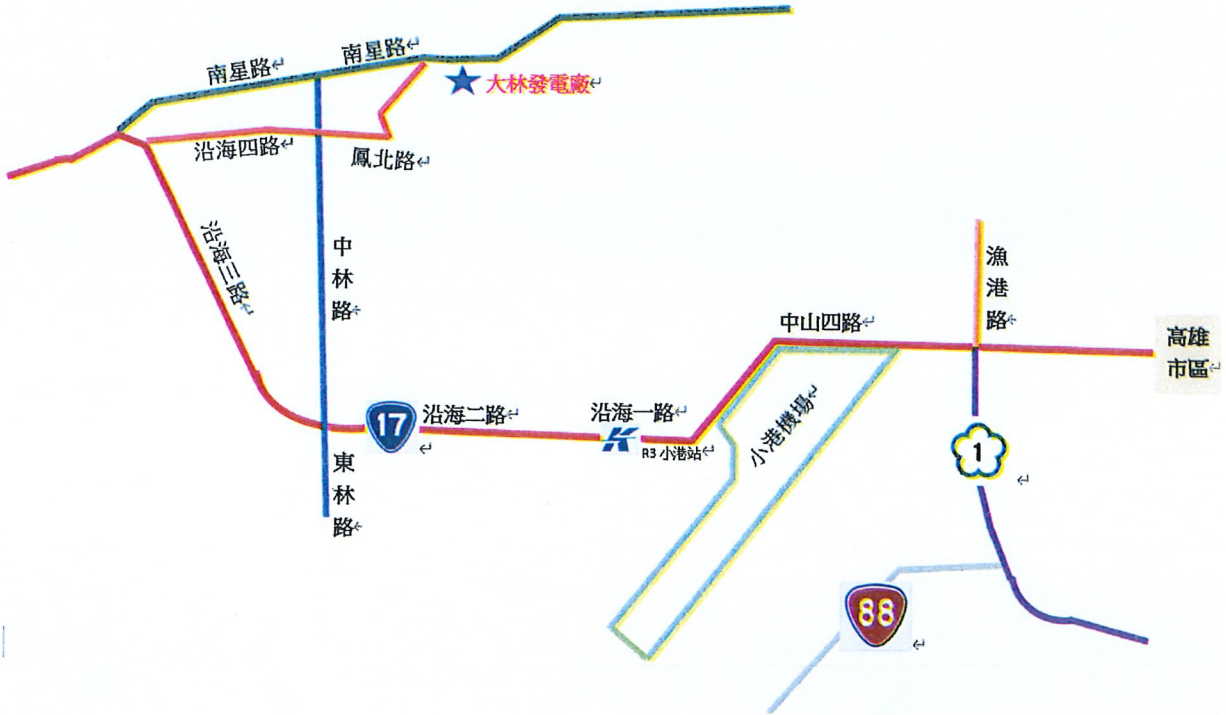 南星路
南星路
大林發電廠
沿海四路
鳳北路
沿海三路
中林路
漁港路
中山四路
高雄
市區
17
沿海二路
沿海一路
小港機場
R3 小港站
東林路
1
88